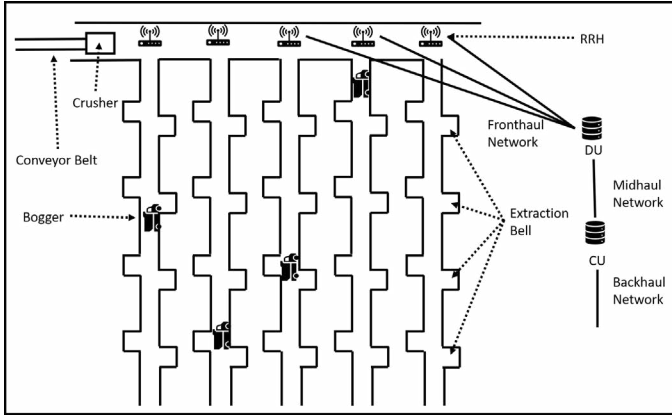 RRH
Crusher
Fronthaul
Network
DU
Conveyor Belt
Midhaul
Network
Bogger
Extraction
Bell
CU
Backhaul
Network